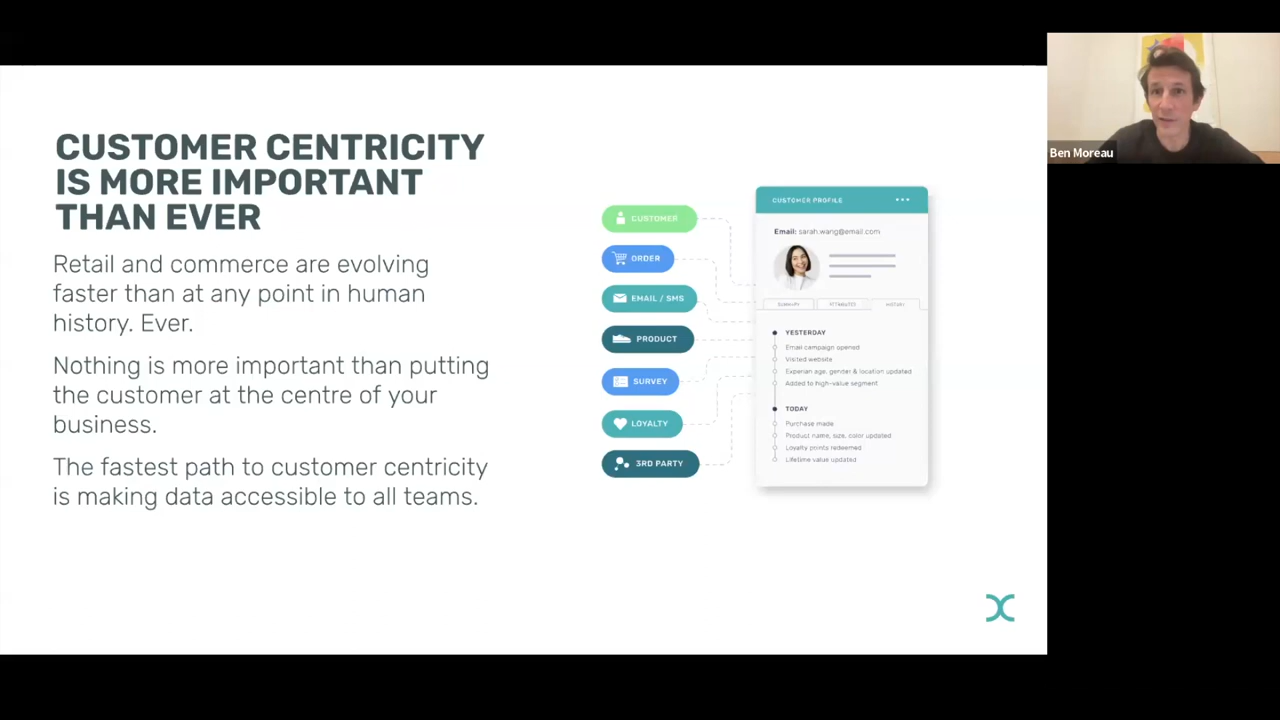 CUSTOMER CENTRICITY
IS MORE IMPORTANT
THAN EVER
Retail and commerce are evolving
faster than at any point in human
history. Ever.
Nothing is more important than putting
the customer at the centre of your
business.
The fastest path to customer centricity
is making data accessible to all teams.
CUSTOMER
ORDER
EMAIL / SMS
PRODUCT
SURVEY
LOYALTY
3RD PARTY
CUSTOMER PROFILE
Email: sarah.wang@email.com
SUMMARY
ATTRIBUTES
HISTORY
YESTERDAY
Email campaign opened
Visited website
Experian age, gender & location updated
Added to high-value segment
TODAY
Purchase made
Product name, size, color updated
Loyalty points redeemed
Lifetime value updated
Ben Moreau